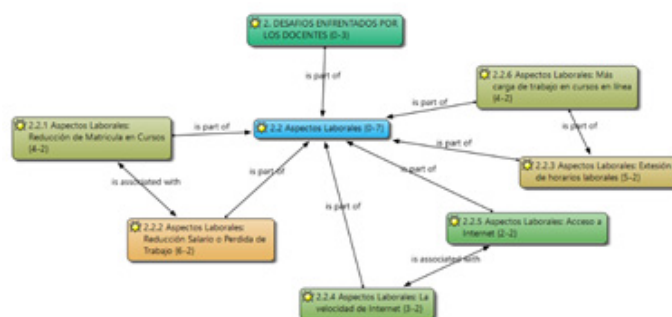 2. DESAFIOS ENFRENTADOS POR
LOS DOCENTES {0-3}
is part of
2.2.6 Aspectos Laborales: Más
carga de trabajo en cursos en línea
{4-2}
is part of
2.2.1 Aspectos Laborales:
Reducción de Matricula en Cursos
{4-2}
is part of
2.2 Aspectos Laborales {0-7}
is part of
is part of
2.2.3 Aspectos Laborales: Extesión
de horarios laborales {5-2}
is associated with
is part of
is part of
is part of
2.2.2 Aspectos Laborales:
Reducción Salario o Perdida de
Trabajo {6-2}
2.2.5 Aspectos Laborales: Acceso a
Internet {2-2}
is associated with
2.2.4 Aspectos Laborales: La
velocidad de Internet {3-2}